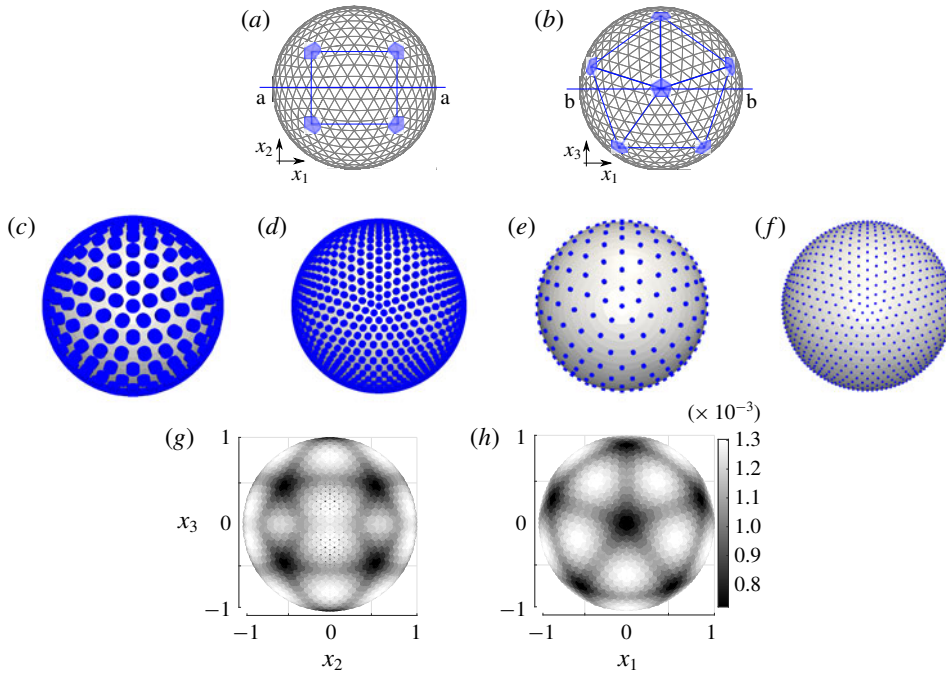 (a) (b)
a a b b
x2 x3
x1 x1
(c) (d) (e) (f)
(× 10−3)
(g) (h)
1 1 1.3
1.2
1.1
x3 0 0 1.0
0.9
0.8
−1 −1
−1 0 1 −1 0 1
x2 x1